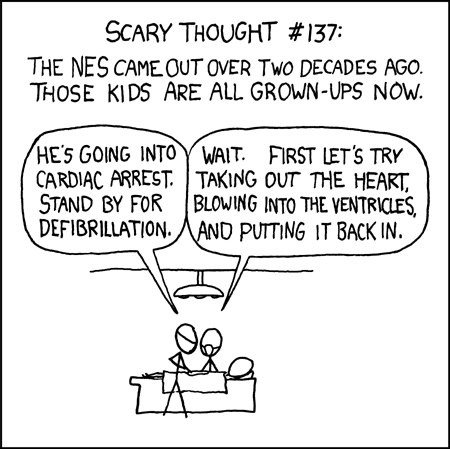 SCARY THOUGHT #137:
THE NES CAME OUT OVER TWO DECADES AGO.
THOSE KIDS ARE ALL GROWN-UPS NOW.
HE'S GOING INTO
CARDIAC ARREST.
STAND BY FOR
DEFIBRILLATION.
WAIT. FIRST LET'S TRY
TAKING OUT THE HEART,
BLOWING INTO THE VENTRICLES,
AND PUTTING IT BACK IN.